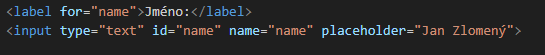 <label for="name">Jméno:</label>
<input type="text" id="name" name="name" placeholder="Jan Zlomený">